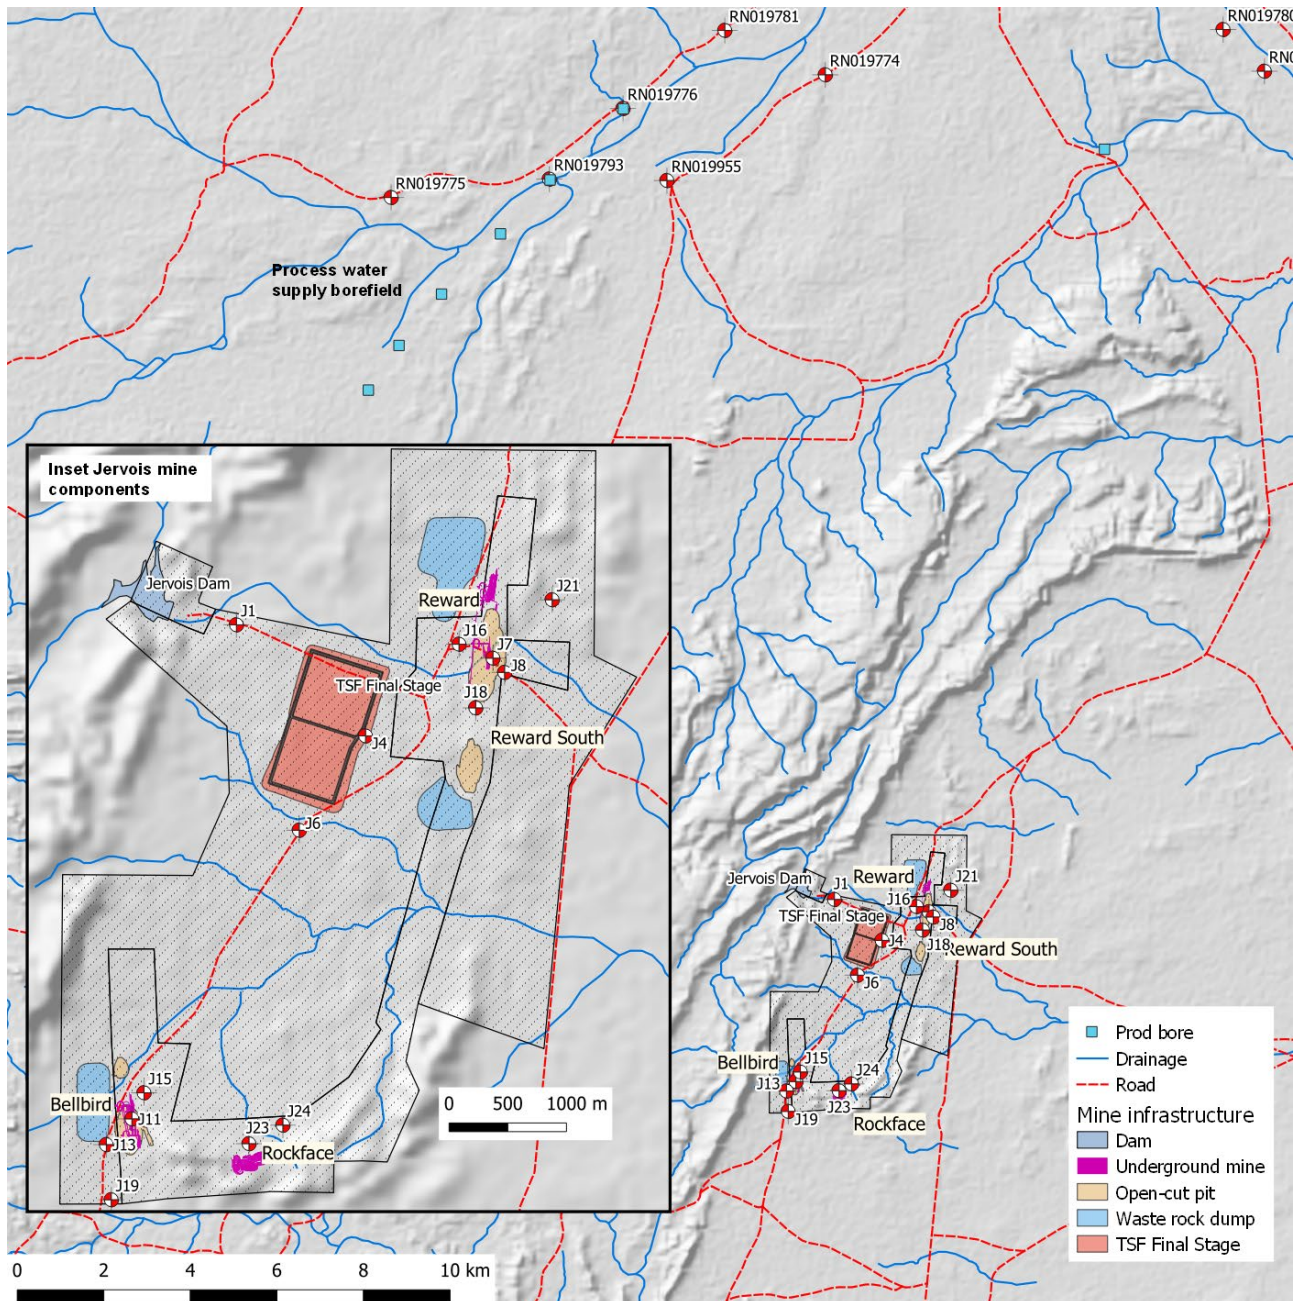 RN019781
RN019780
RN019774
RN0
RN019776
RN019793
RN019955
RN019775
Process water
supply borefield
Inset Jervois mine
components
Jervois Dam
J1
Reward
J21
J16
J7
J8
TSF Final Stage
J18
J4
Reward South
J6
J15
Bellbird
J11
J13
J24
J23
Rockface
J19
0 500 1000 m
Jervois Dam
J1
Reward
J21
J16
TSF Final Stage
J8
J4
J18
Reward South
J6
Bellbird
J15
J13
J24
J23
J19
Rockface
Prod bore
Drainage
Road
Mine infrastructure
Dam
Underground mine
Open-cut pit
Waste rock dump
TSF Final Stage
0 2 4 6 8 10 km